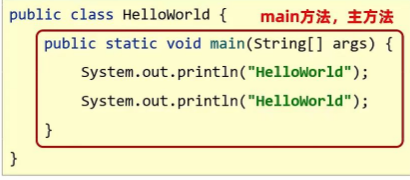 public class HelloWorld { main方法，主方法
    public static void main(String[] args) {
        System.out.println("HelloWorld");
        System.out.println("HelloWorld");
    }
}